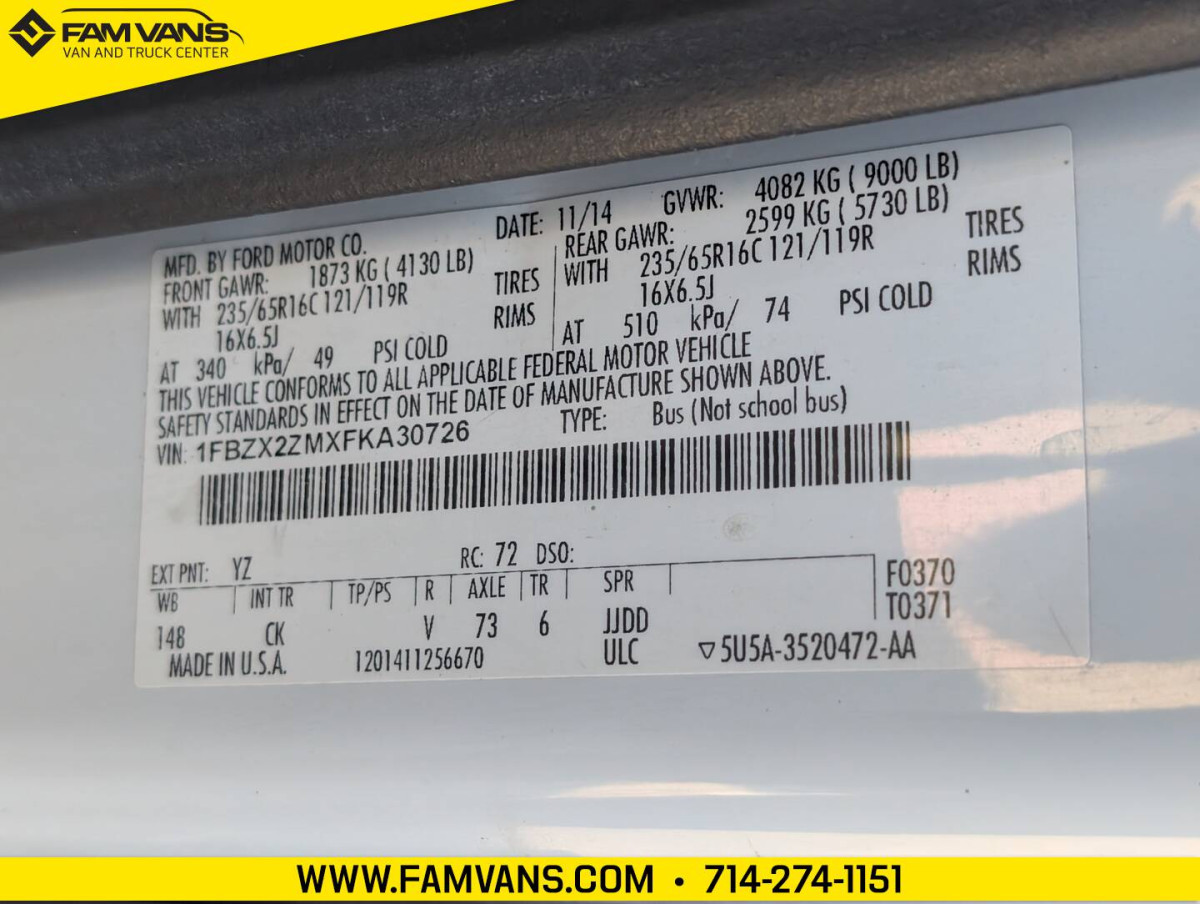 FAM VANS
VAN AND TRUCK CENTER
MFD. BY FORD MOTOR CO.
DATE: 11/14
GVWR: 4082 KG ( 9000 LB)
FRONT GAWR: 1873 KG ( 4130 LB)
REAR GAWR: 2599 KG ( 5730 LB)
WITH 235/65R16C 121/119R TIRES
WITH 235/65R16C 121/119R TIRES
16X6.5J RIMS
16X6.5J RIMS
AT 340 kPa/ 49 PSI COLD
AT 510 kPa/ 74 PSI COLD
THIS VEHICLE CONFORMS TO ALL APPLICABLE FEDERAL MOTOR VEHICLE
SAFETY STANDARDS IN EFFECT ON THE DATE OF MANUFACTURE SHOWN ABOVE.
VIN: 1FBZX2ZMXFKA30726
TYPE: Bus (Not school bus)
EXT PNT: YZ RC: 72 DSO:
WB INT TR TP/PS R AXLE TR SPR F0370
T0371
148 CK V 73 6 JJDD
MADE IN U.S.A. 1201411256670 ULC ▽5U5A-3520472-AA
WWW.FAMVANS.COM • 714-274-1151